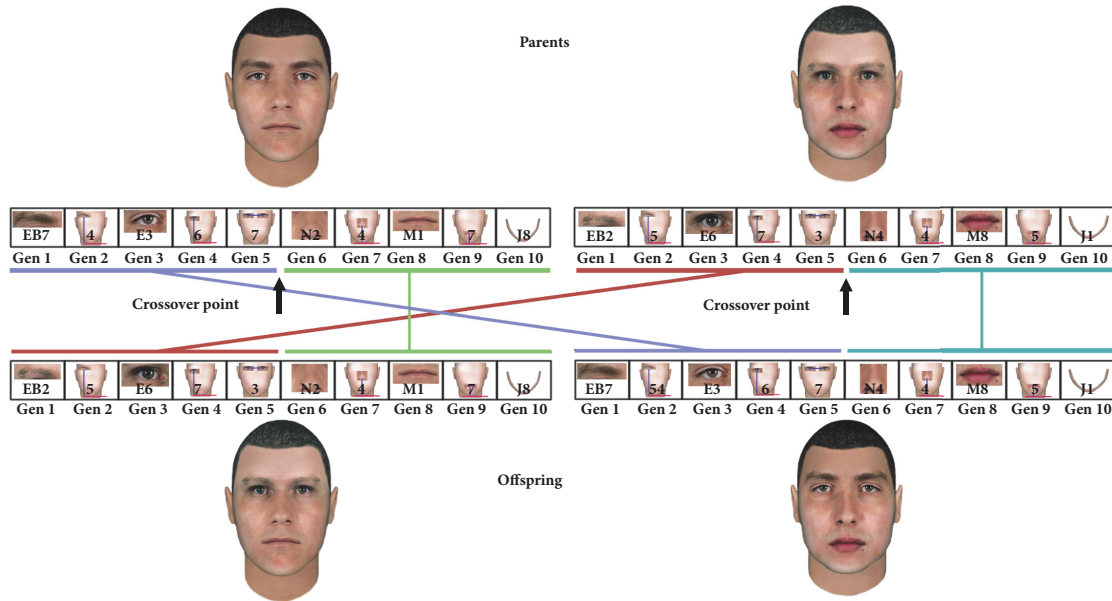 Parents
EB7 4 E3 6 7 N2 4 M1 7 J8
Gen 1 Gen 2 Gen 3 Gen 4 Gen 5 Gen 6 Gen 7 Gen 8 Gen 9 Gen 10
EB2 5 E6 7 3 N4 4 M8 5 J1
Gen 1 Gen 2 Gen 3 Gen 4 Gen 5 Gen 6 Gen 7 Gen 8 Gen 9 Gen 10
Crossover point
Crossover point
EB2 5 E6 7 3 N2 4 M1 7 J8
Gen 1 Gen 2 Gen 3 Gen 4 Gen 5 Gen 6 Gen 7 Gen 8 Gen 9 Gen 10
EB7 54 E3 6 7 N4 4 M8 5 J1
Gen 1 Gen 2 Gen 3 Gen 4 Gen 5 Gen 6 Gen 7 Gen 8 Gen 9 Gen 10
Offspring